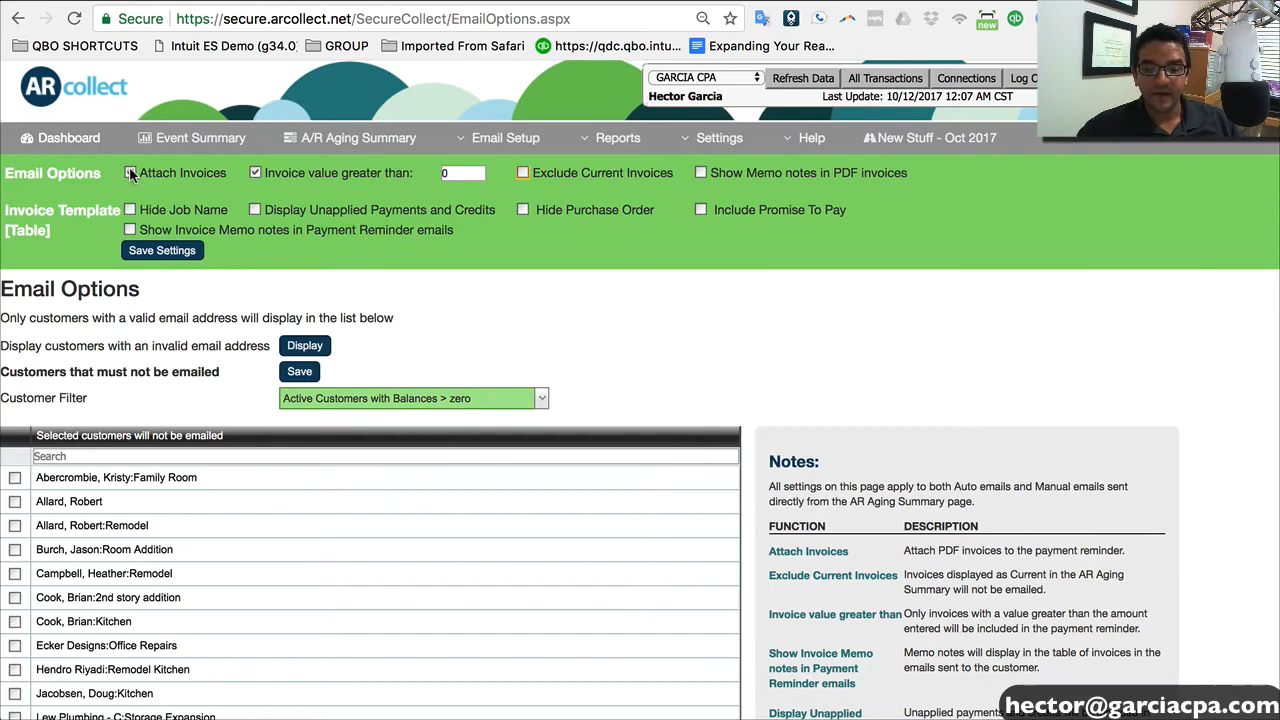 Secure https://secure.arcollect.net/SecureCollect/EmailOptions.aspx
QBO SHORTCUTS Intuit ES Demo (g34.0 GROUP Imported From Safari https://qdc.qbo.intu... Expanding Your Rea...
new
AR collect
GARCIA CPA Refresh Data All Transactions Connections Log
Hector Garcia Last Update: 10/12/2017 12:07 AM CST
Dashboard Event Summary A/R Aging Summary Email Setup Reports Settings Help New Stuff - Oct 2017
Email Options Attach Invoices Invoice value greater than: 0 Exclude Current Invoices Show Memo notes in PDF invoices
Invoice Template Hide Job Name Display Unapplied Payments and Credits Hide Purchase Order Include Promise To Pay
[Table] Show Invoice Memo notes in Payment Reminder emails
Save Settings
Email Options
Only customers with a valid email address will display in the list below
Display customers with an invalid email address Display
Customers that must not be emailed Save
Customer Filter Active Customers with Balances > zero
Selected customers will not be emailed
Search
Abercrombie, Kristy:Family Room
Allard, Robert
Allard, Robert:Remodel
Burch, Jason:Room Addition
Campbell, Heather:Remodel
Cook, Brian:2nd story addition
Cook, Brian:Kitchen
Ecker Designs:Office Repairs
Hendro Riyadi:Remodel Kitchen
Jacobsen, Doug:Kitchen
Lew Plumbing - C:Storage Expansion
Notes:
All settings on this page apply to both Auto emails and Manual emails sent
directly from the AR Aging Summary page.
FUNCTION DESCRIPTION
Attach Invoices Attach PDF invoices to the payment reminder.
Exclude Current Invoices Invoices displayed as Current in the AR Aging
Summary will not be emailed.
Invoice value greater than Only invoices with a value greater than the amount
entered will be included in the payment reminder.
Show Invoice Memo Memo notes will display in the table of invoices in the
notes in Payment emails sent to the customer.
Reminder emails
Display Unapplied Unapplied payments and credits will
hector@garciacpa.com